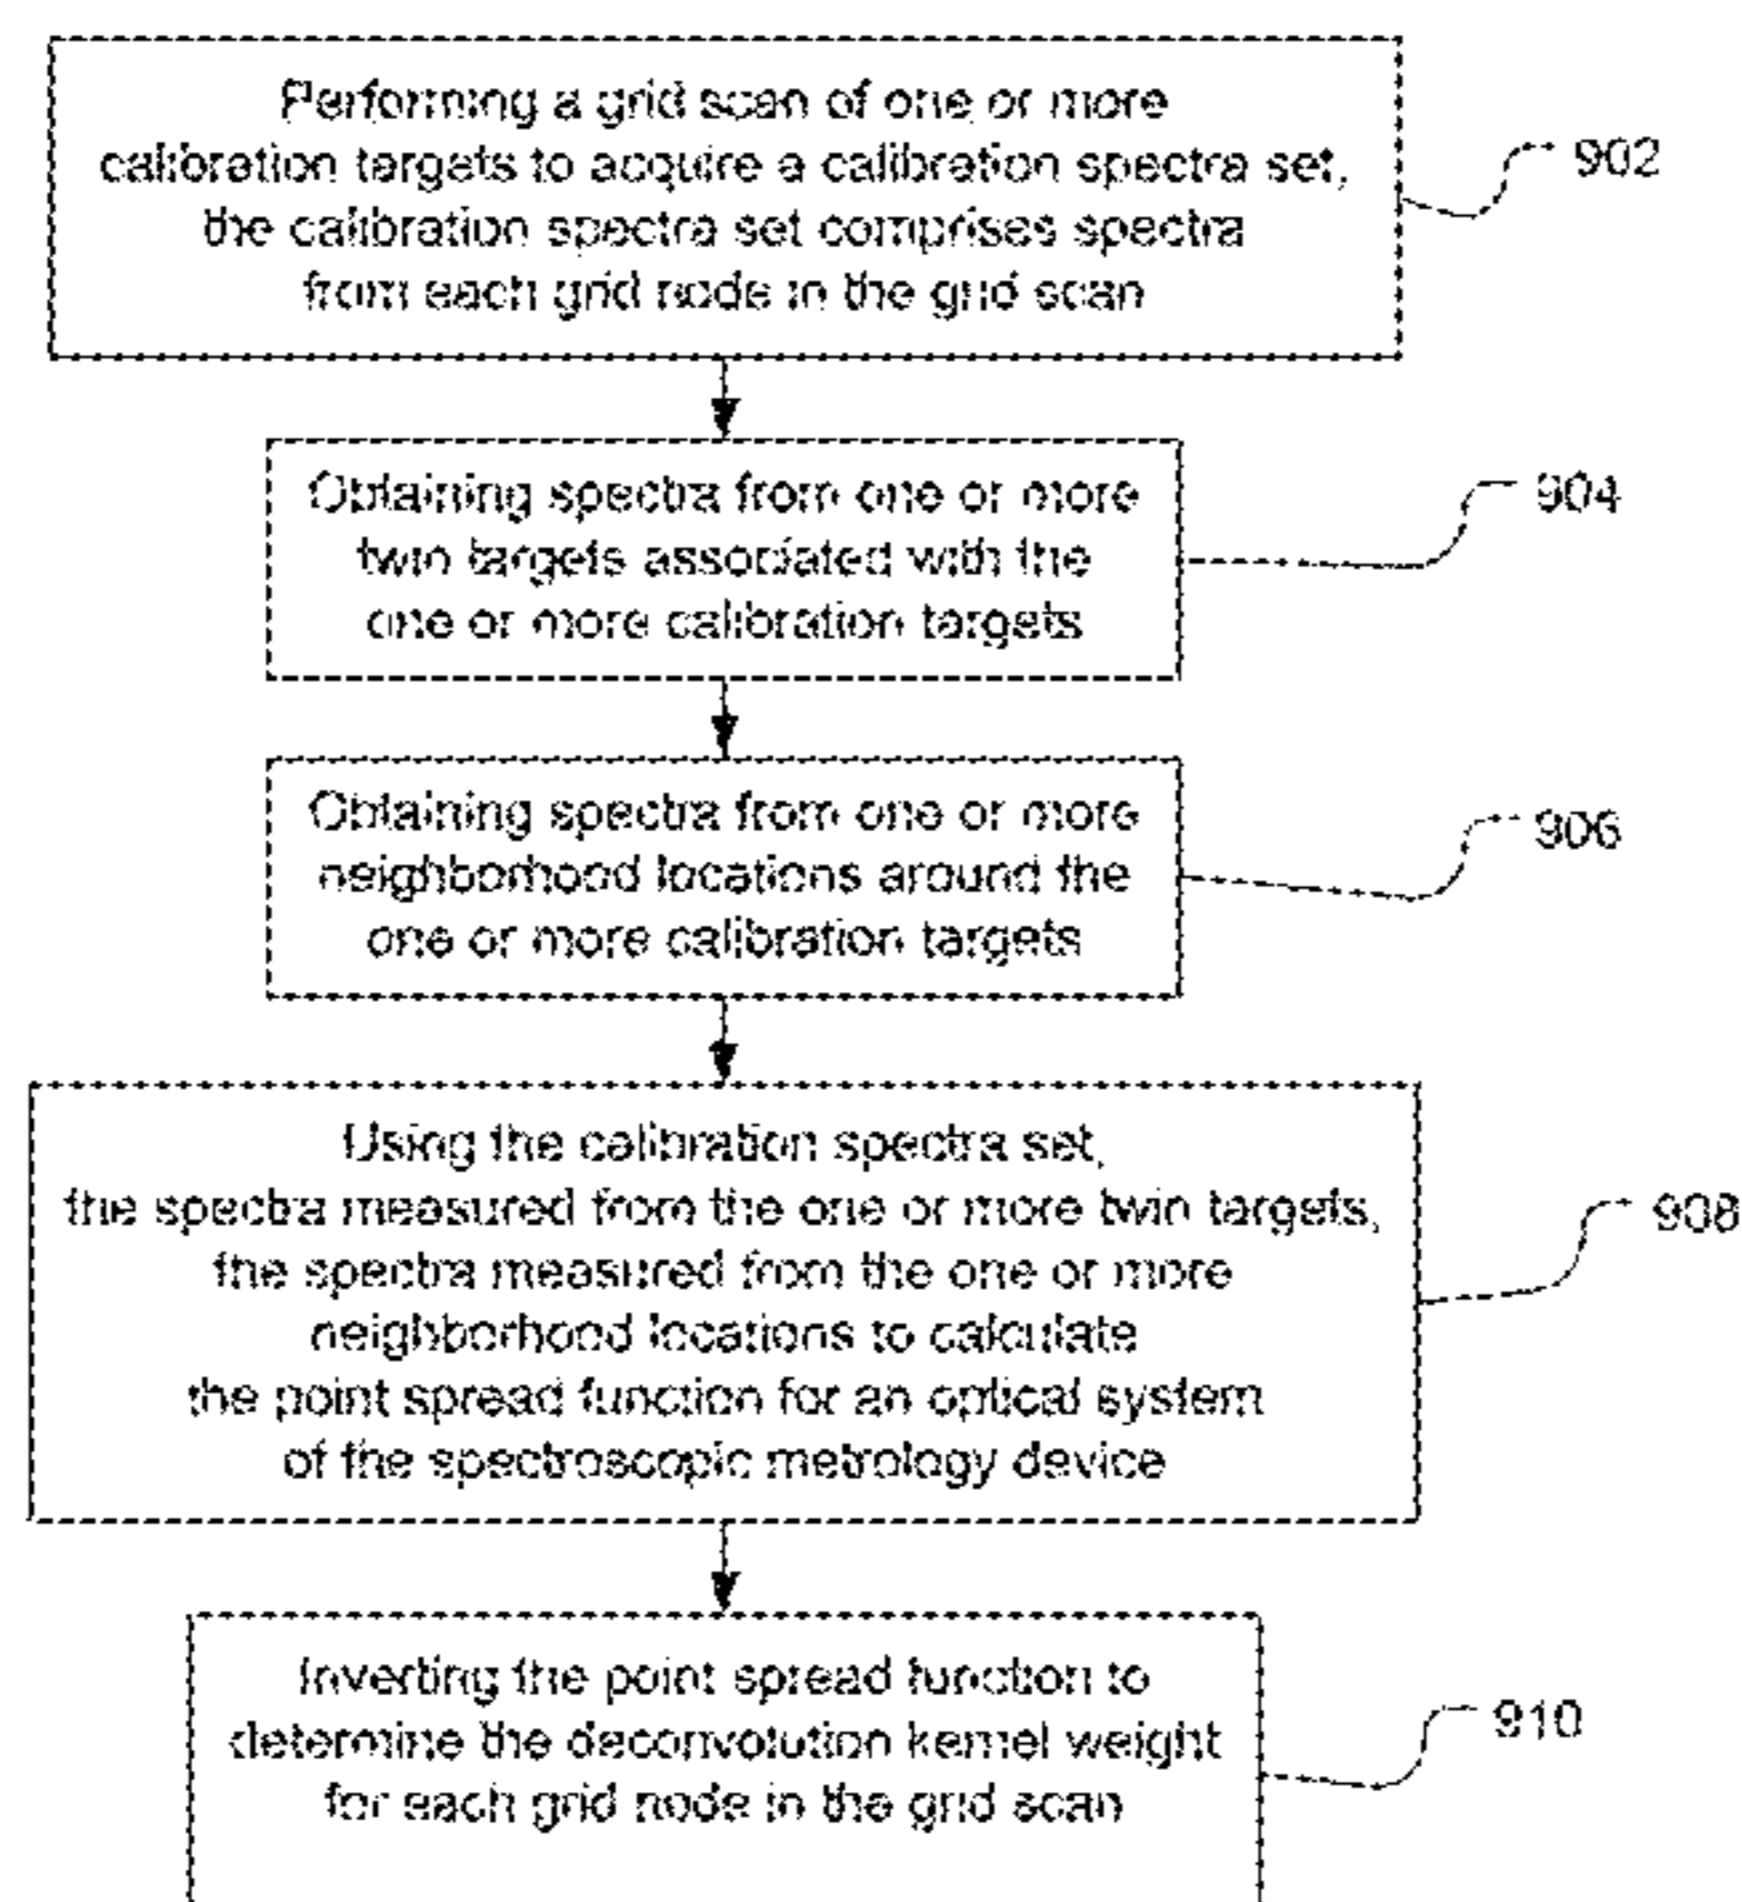 Performing a grid scan of one or more
calibration targets to acquire a calibration spectra set,
the calibration spectra set comprises spectra
from each grid node in the grid scan
902
Obtaining spectra from one or more
twin targets associated with the
one or more calibration targets
904
Obtaining spectra from one or more
neighborhood locations around the
one or more calibration targets
906
Using the calibration spectra set,
the spectra measured from the one or more twin targets,
the spectra measured from the one or more
neighborhood locations to calculate
the point spread function for an optical system
of the spectroscopic metrology device
908
Inverting the point spread function to
determine the deconvolution kernel weight
for each grid node in the grid scan
910